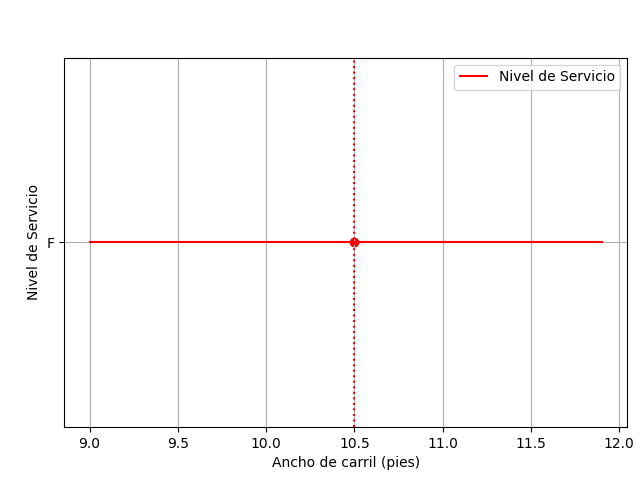 Nivel de Servicio
Nivel de Servicio
F
9.0 9.5 10.0 10.5 11.0 11.5 12.0
Ancho de carril (pies)